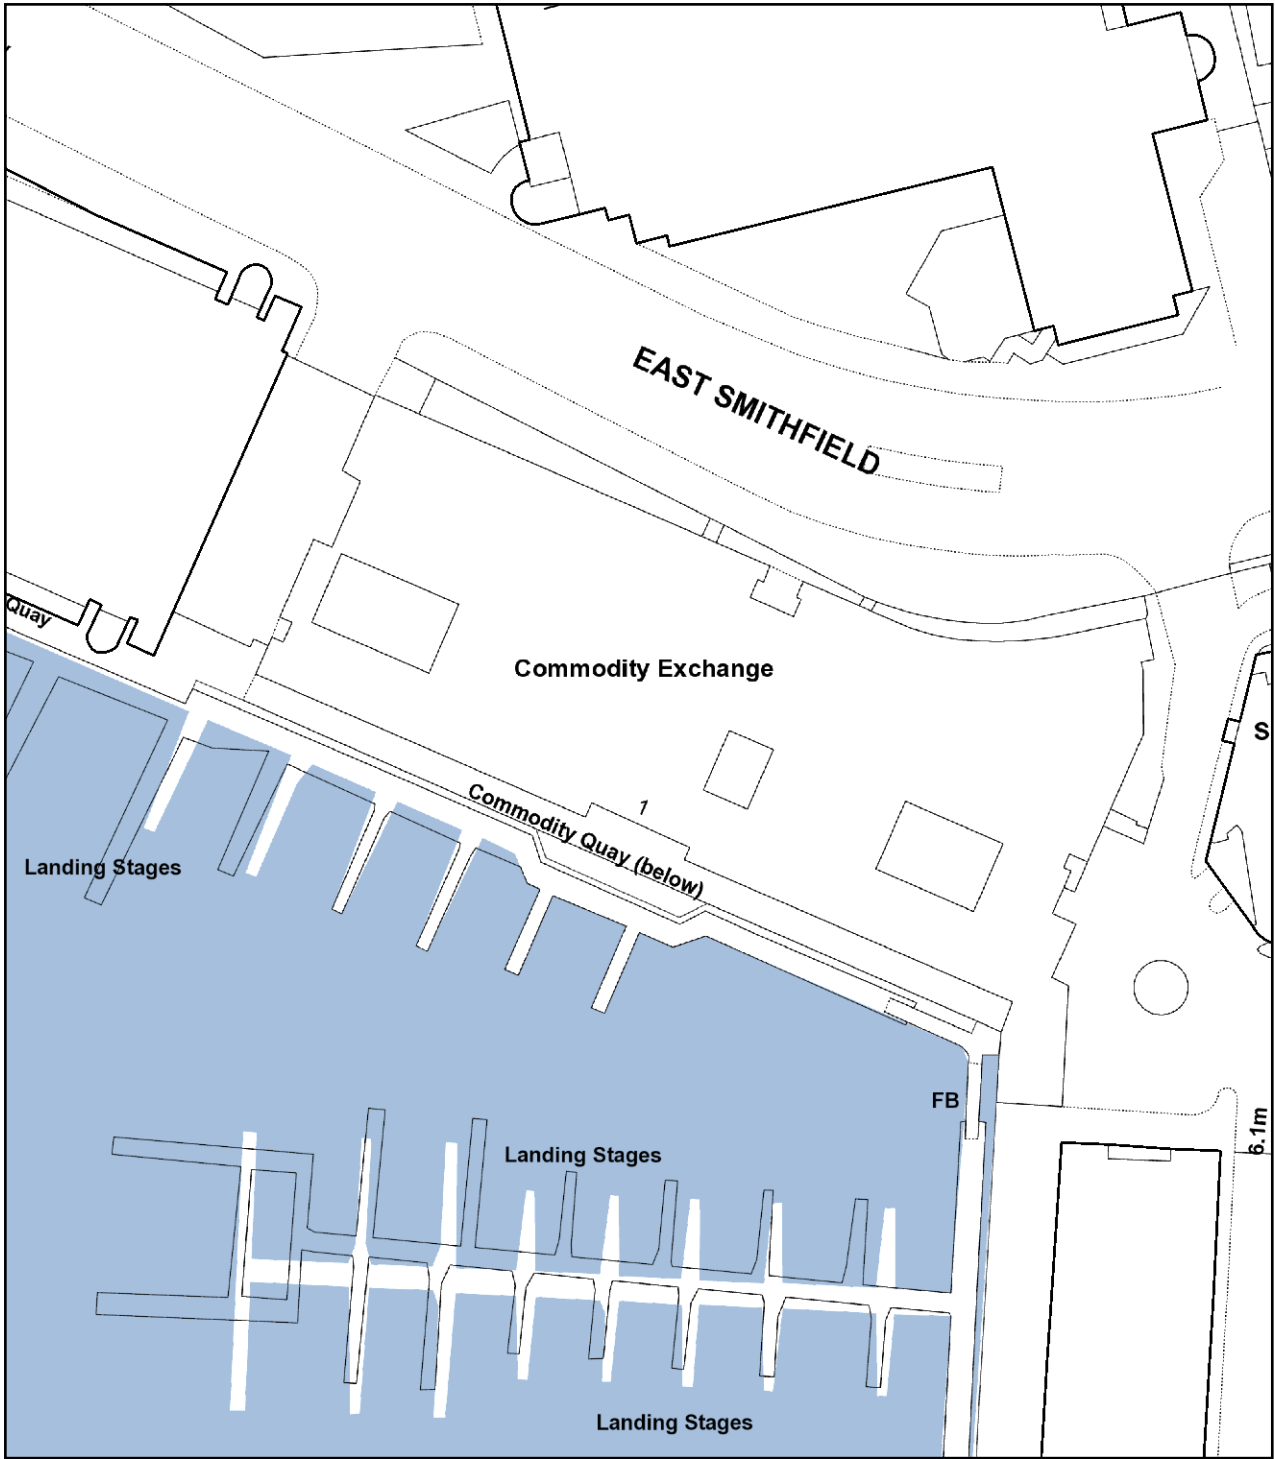 EAST SMITHFIELD
Quay
Commodity Exchange
S
1
Commodity Quay (below)
Landing Stages
FB
6.1m
Landing Stages
Landing Stages